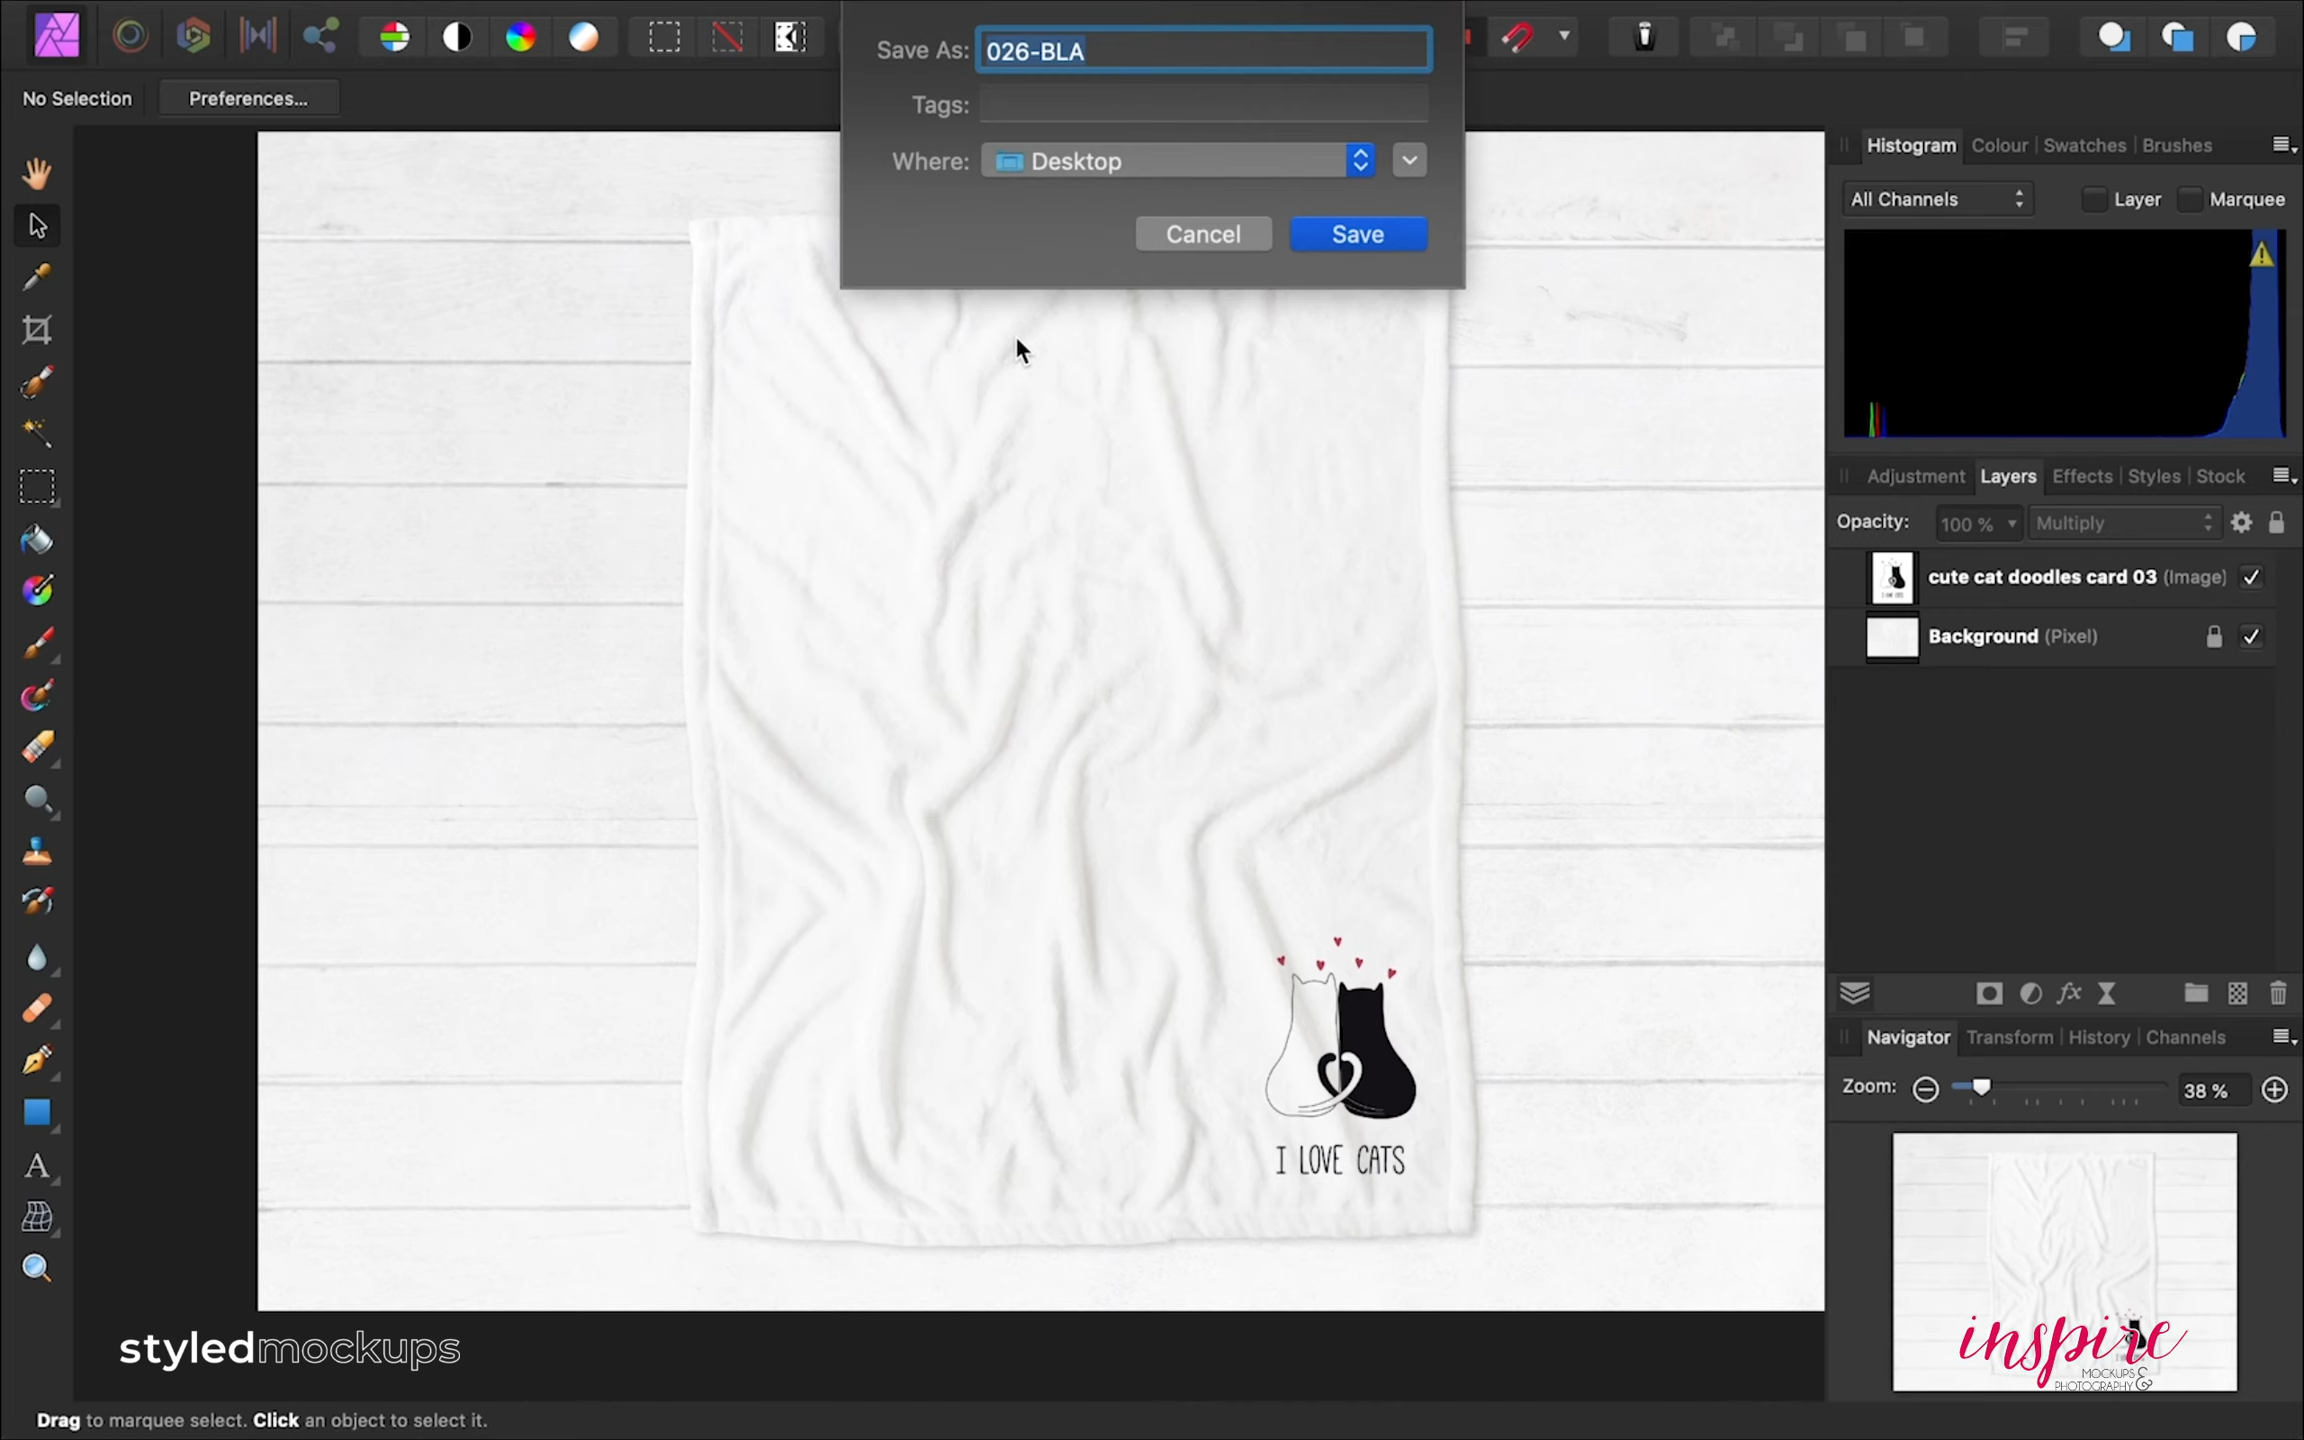 Save As: 026-BLA
Tags:
Where: Desktop
Cancel Save
No Selection Preferences...
Histogram Colour Swatches Brushes
All Channels Layer Marquee
Adjustment Layers Effects Styles Stock
Opacity: 100 % Multiply
cute cat doodles card 03 (Image)
Background (Pixel)
fx
Navigator Transform History Channels
Zoom: 38 %
A
I LOVE CATS
inspire
MOCKUPS &
PHOTOGRAPHY
styledmockups
Drag to marquee select. Click an object to select it.